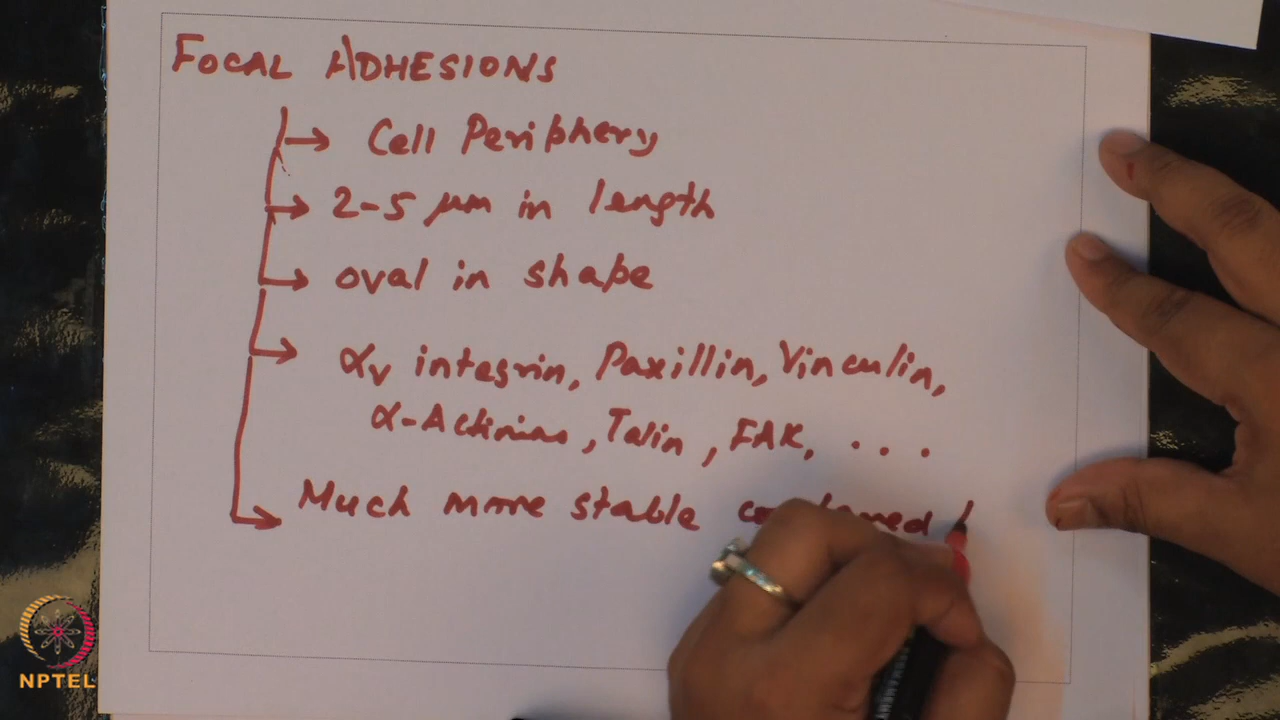 FOCAL ADHESIONS
→ Cell Periphery
→ 2-5 μm in length
→ oval in shape
→ αv integrin, Paxillin, Vinculin,
α-Actinins, Talin, FAK, ....
→ Much more stable
NPTEL